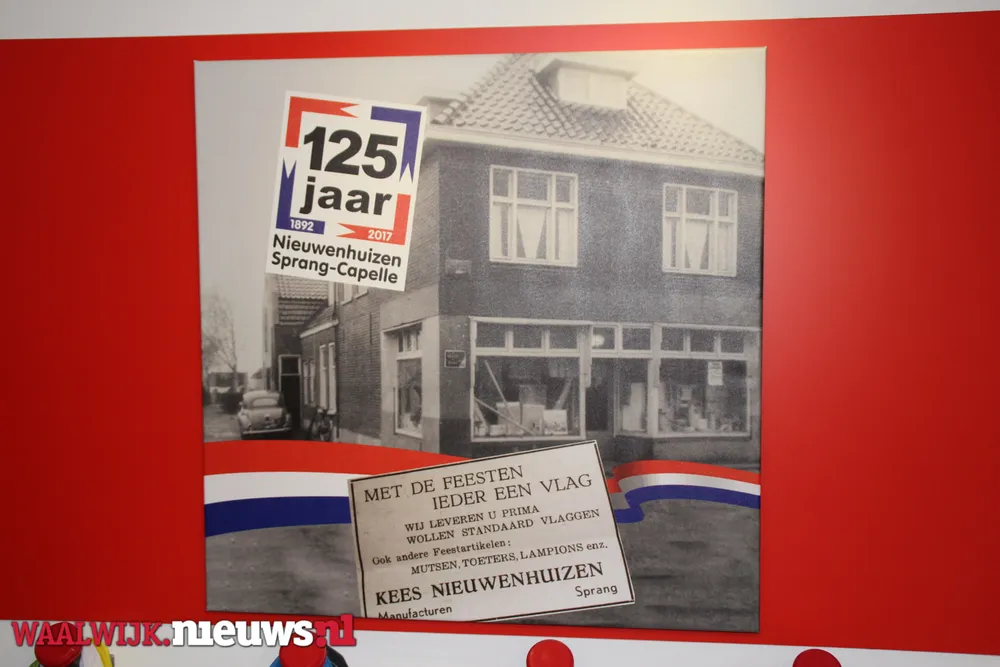 125
jaar
1892
2017
Nieuwenhuizen
Sprang-Capelle
MET DE FEESTEN
IEDER EEN VLAG
WIJ LEVEREN U PRIMA
WOLLEN STANDAARD VLAGGEN
Ook andere Feestartikelen:
MUTSEN, TOETERS, LAMPIONS enz.
KEES NIEUWENHUIZEN
Manufacturen Sprang
WAALWIJK.nieuws.nl